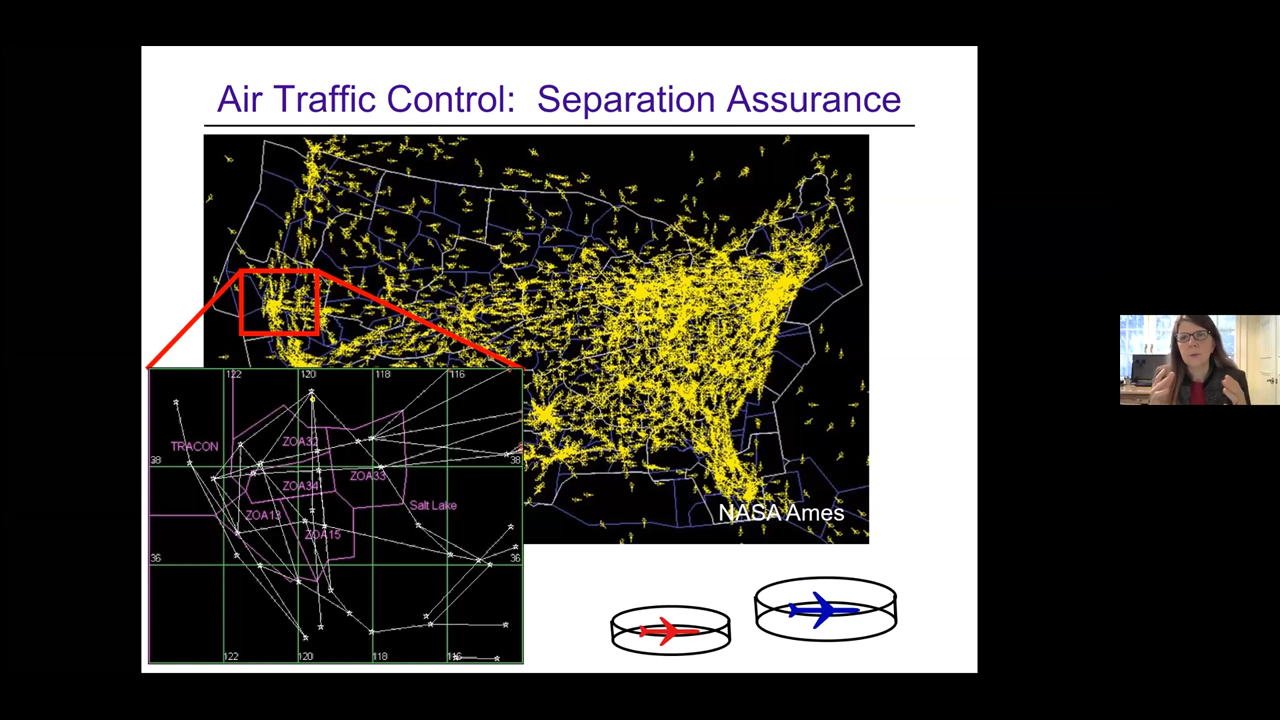 Air Traffic Control: Separation Assurance
122 120 118 116
TRACON
ZOA32
38 38
ZOA33
ZOA34
Salt Lake
ZOA13
ZOA15
NASA Ames
36 36
122 120 118 116